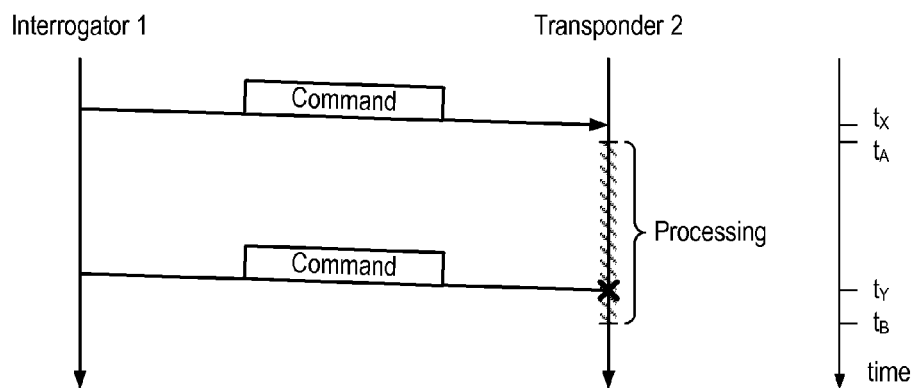 Interrogator 1
Transponder 2
Command
tX
tA
Processing
Command
tY
tB
time